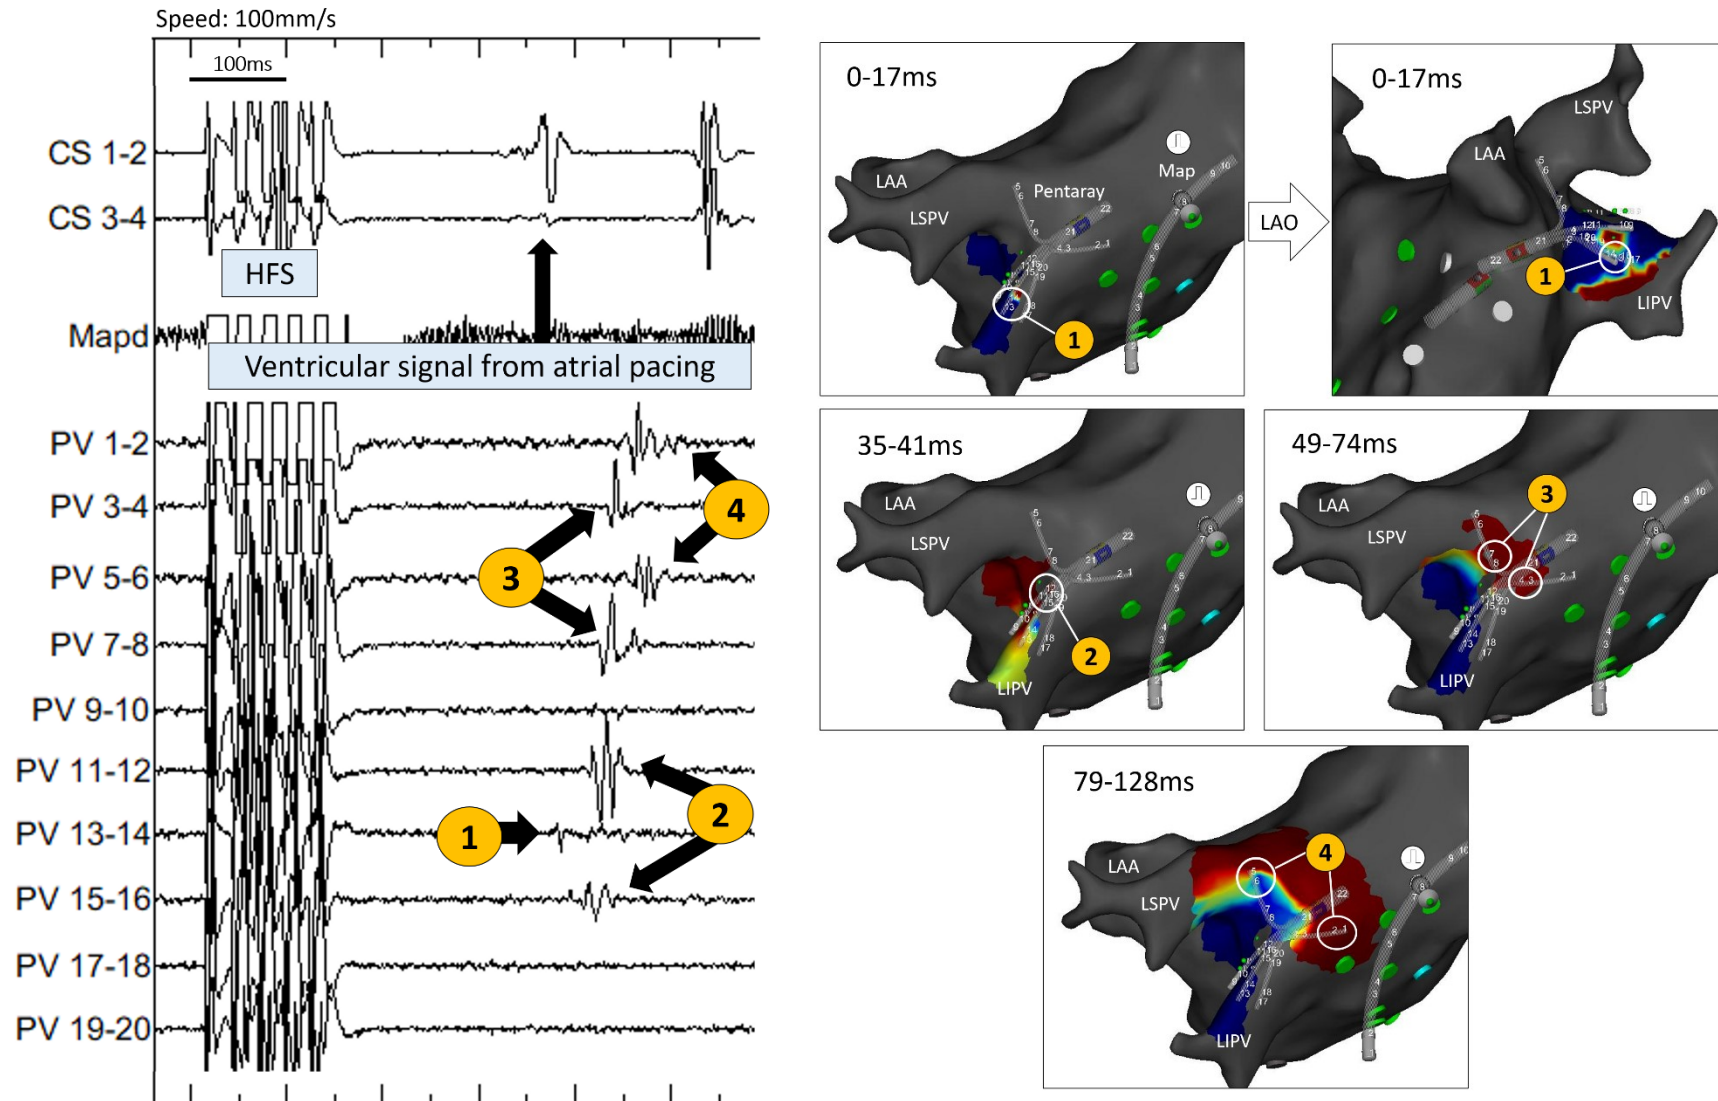 Speed: 100mm/s
100ms
CS 1-2
CS 3-4
HFS
Mapd
Ventricular signal from atrial pacing
PV 1-2
PV 3-4
PV 5-6
PV 7-8
PV 9-10
PV 11-12
PV 13-14
PV 15-16
PV 17-18
PV 19-20
4
3
2
1
0-17ms
LAA
LSPV
Pentaray
Map
LIPV
1
LAO
0-17ms
LSPV
LAA
LIPV
1
35-41ms
LAA
LSPV
LIPV
2
49-74ms
LAA
LSPV
LIPV
3
79-128ms
LAA
LSPV
LIPV
4